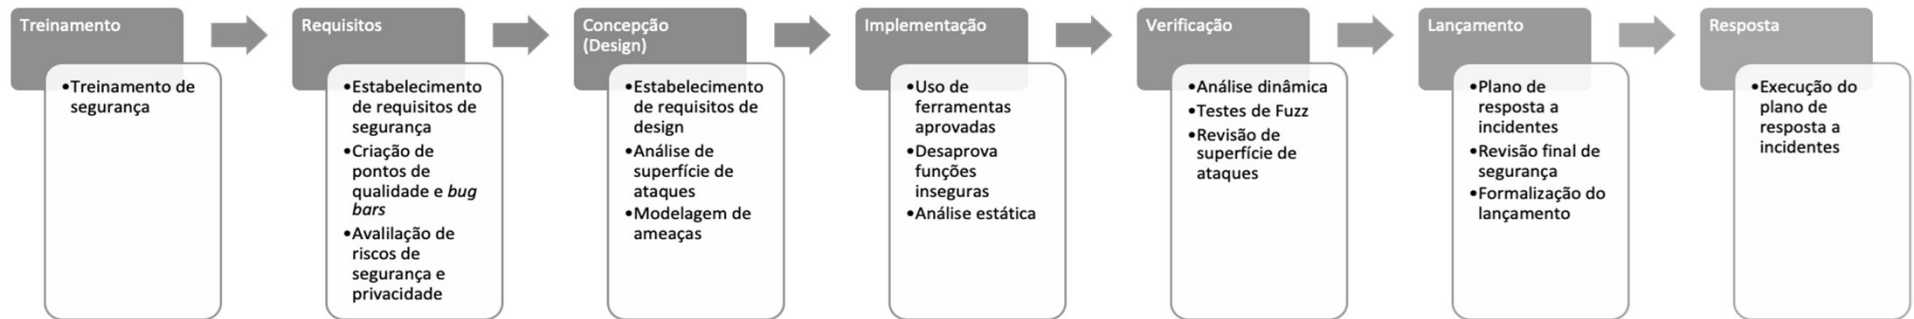 Treinamento
•Treinamento de
segurança
Requisitos
•Estabelecimento
de requisitos de
segurança
•Criação de
pontos de
qualidade e bug
bars
•Avalilação de
riscos de
segurança e
privacidade
Concepção
(Design)
•Estabelecimento
de requisitos de
design
•Análise de
superfície de
ataques
•Modelagem de
ameaças
Implementação
•Uso de
ferramentas
aprovadas
•Desaprova
funções
inseguras
•Análise estática
Verificação
•Análise dinâmica
•Testes de Fuzz
•Revisão de
superfície de
ataques
Lançamento
•Plano de
resposta a
incidentes
•Revisão final de
segurança
•Formalização do
lançamento
Resposta
•Execução do
plano de
resposta a
incidentes